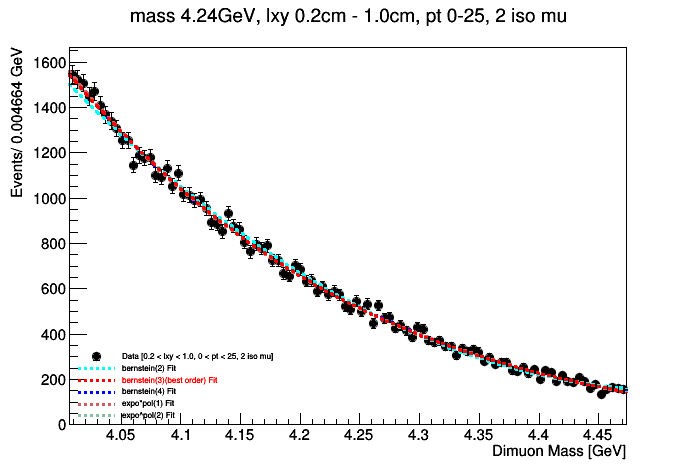 mass 4.24GeV, lxy 0.2cm - 1.0cm, pt 0-25, 2 iso mu
Events/ 0.004664 GeV
1600
1400
1200
1000
800
600
400
200
0
Data [0.2 < lxy < 1.0, 0 < pt < 25, 2 iso mu]
bernstein(2) Fit
bernstein(3)(best order) Fit
bernstein(4) Fit
expo*pol(1) Fit
expo^pol(2) Fit
4.05 4.1 4.15 4.2 4.25 4.3 4.35 4.4 4.45
Dimuon Mass [GeV]